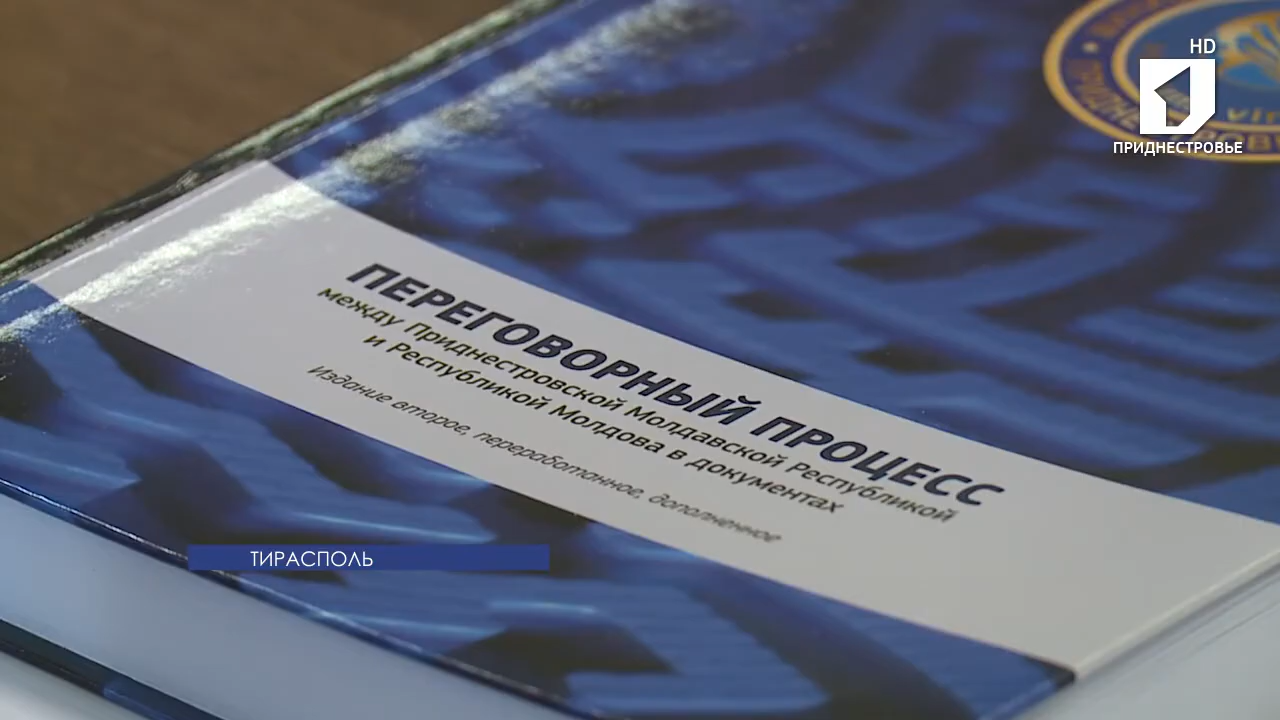 HD
ПРИДНЕСТРОВЬЕ
ПЕРЕГОВОРНЫЙ ПРОЦЕСС
между Приднестровской Молдавской Республикой
и Республикой Молдова в документах
Издание второе, переработанное, дополненное
ТИРАСПОЛЬ